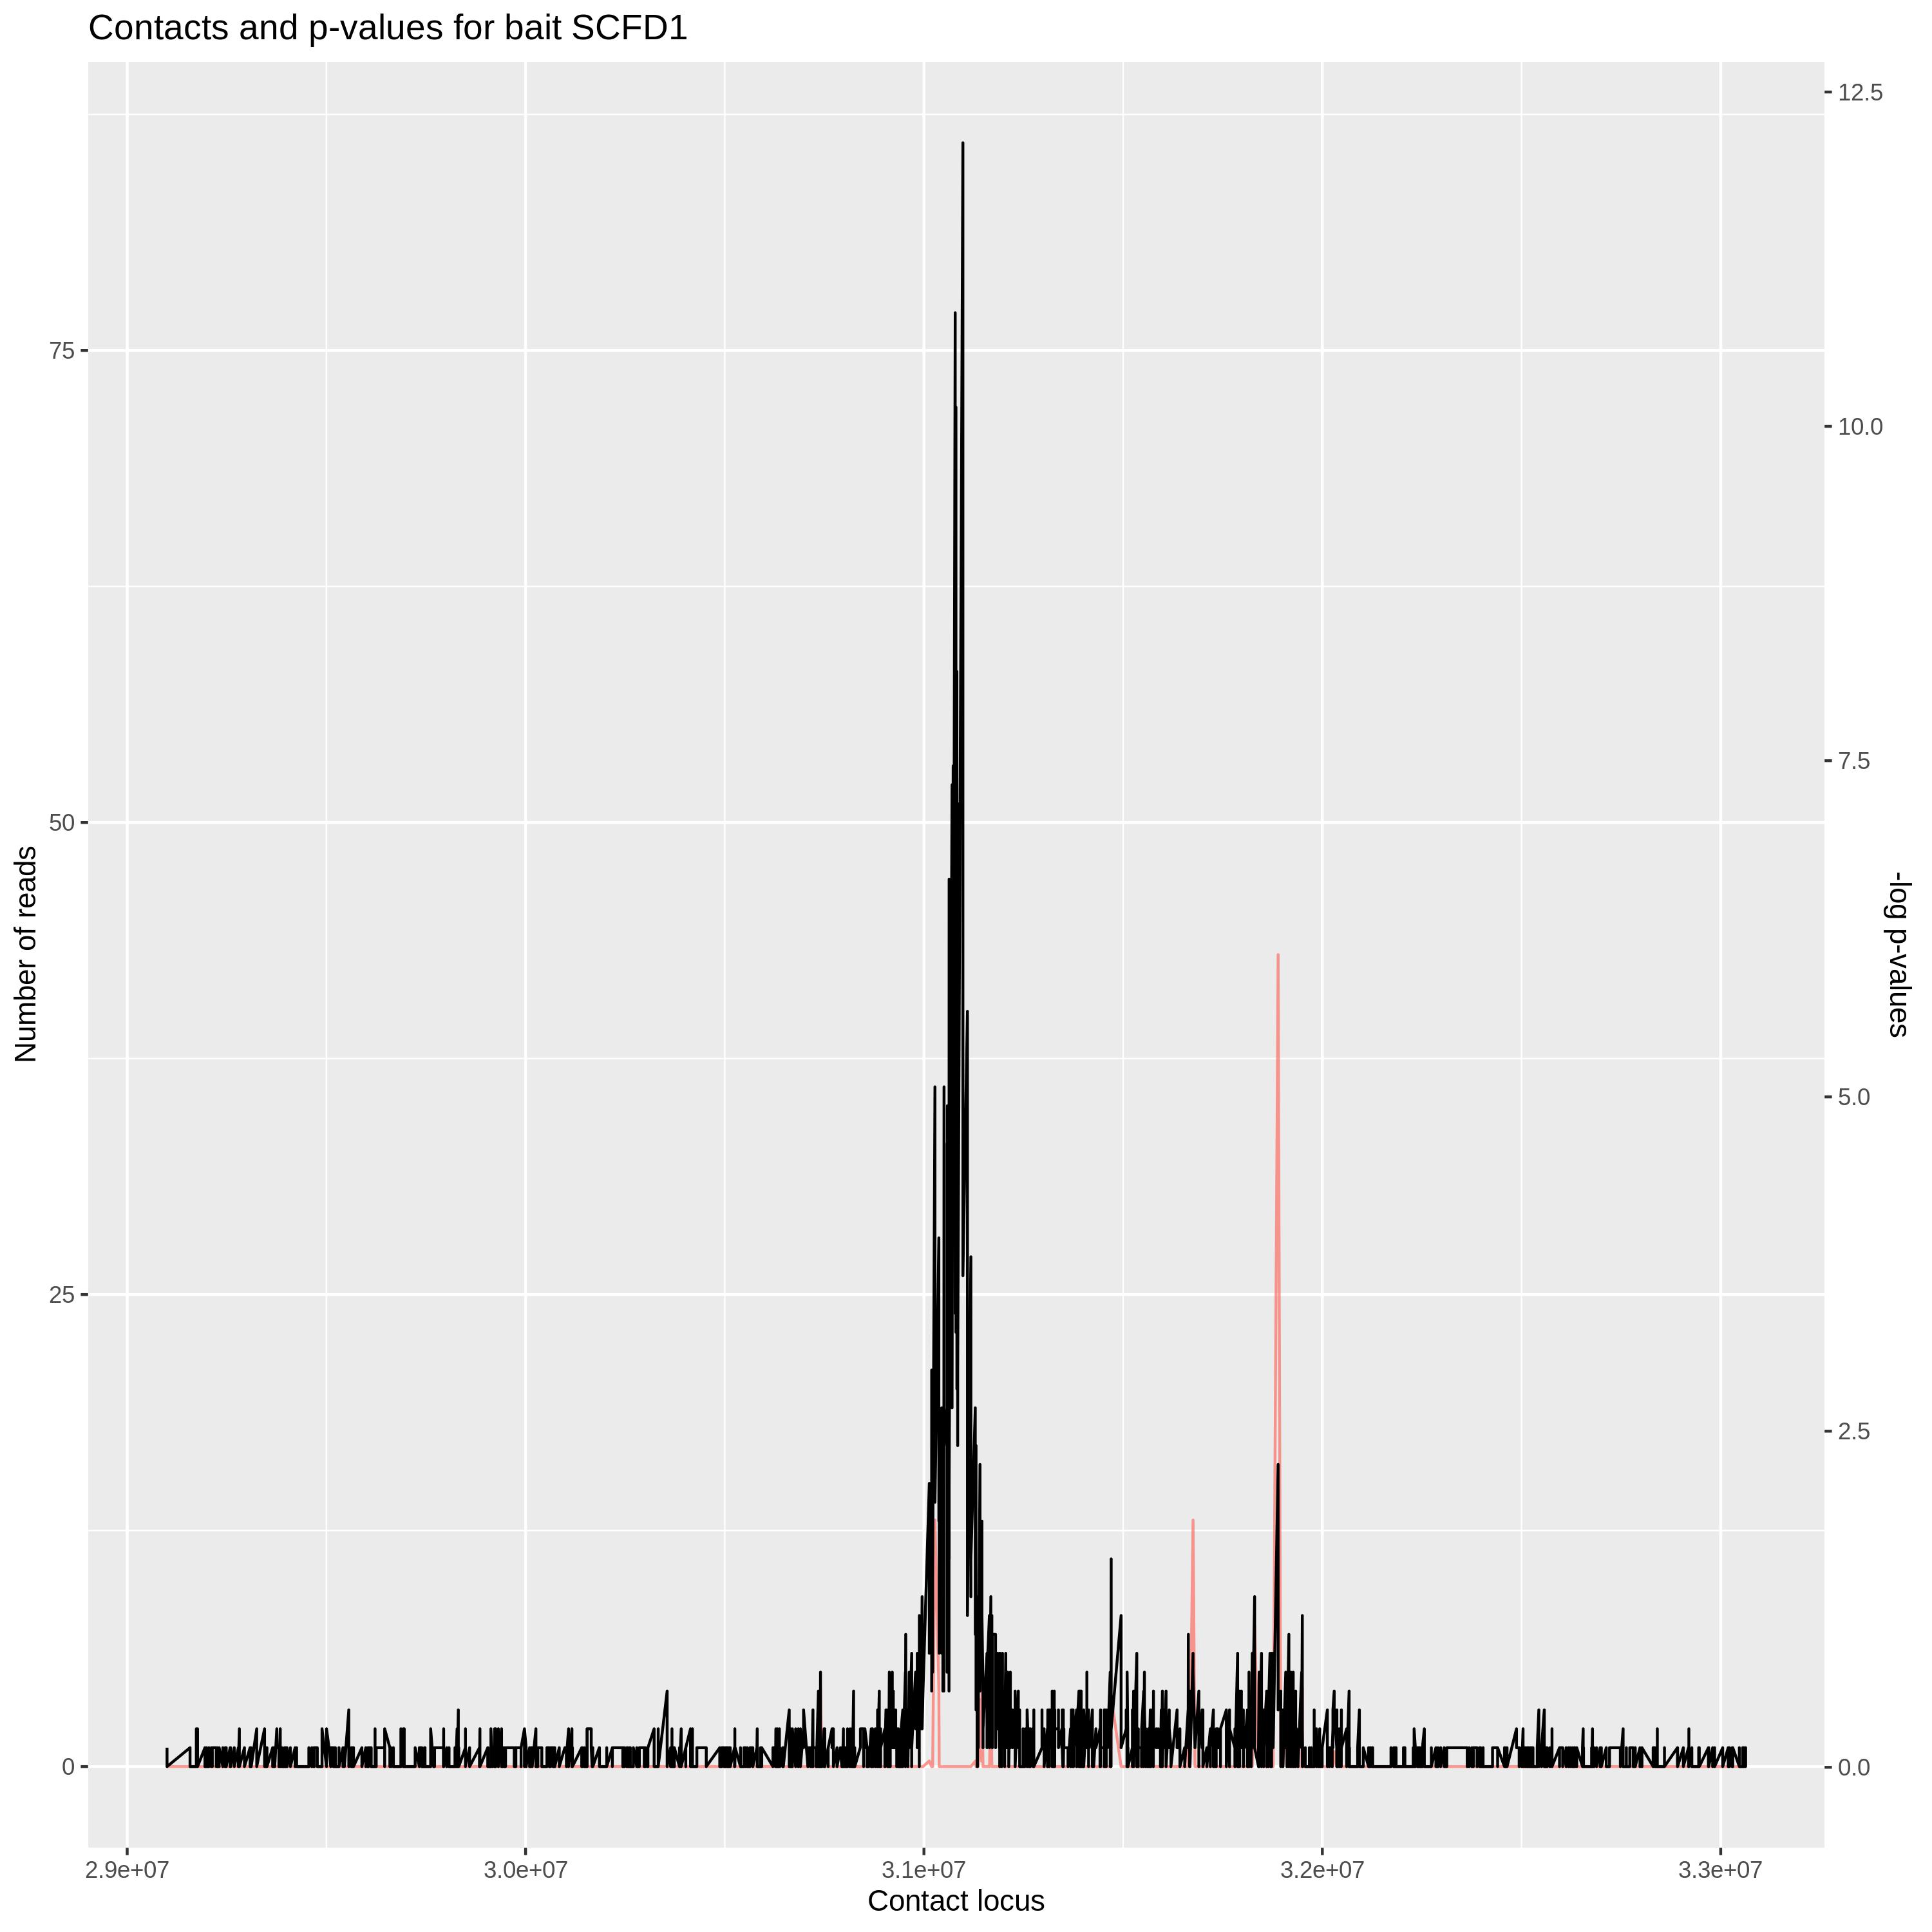 Contacts and p-values for bait SCFD1
12.5
10.0
7.5
5.0
2.5
0.0
75
50
25
0
Number of reads
-log p-values
2.9e+07 3.0e+07 3.1e+07 3.2e+07 3.3e+07
Contact locus